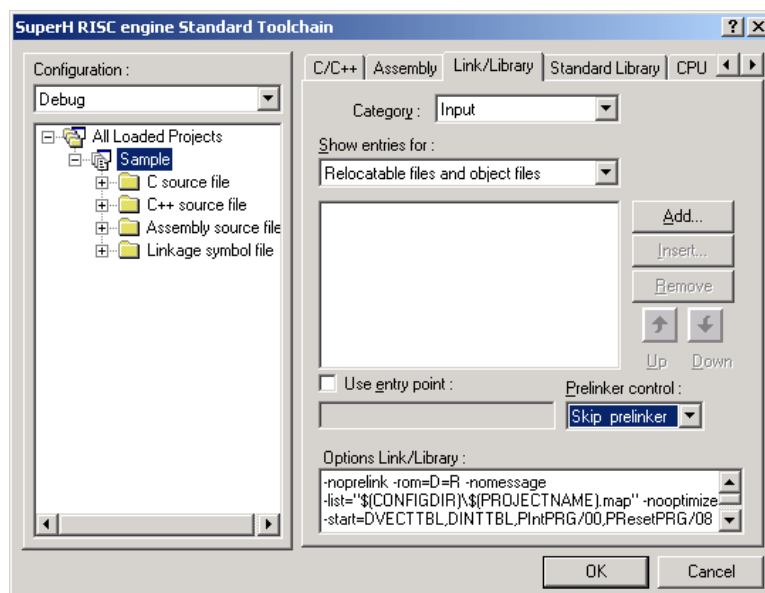 SuperH RISC engine Standard Toolchain
Configuration :
Debug
All Loaded Projects
Sample
C source file
C++ source file
Assembly source file
Linkage symbol file
C/C++ Assembly Link/Library Standard Library CPU
Category : Input
Show entries for :
Relocatable files and object files
Add...
Insert...
Remove
Up Down
Use entry point :
Prelinker control :
Skip prelinker
Options Link/Library :
-noprelink -rom=D=R -nomessage
-list="$(CONFIGDIR)\$(PROJECTNAME).map" -nooptimize
-start=DVECTTBL,DINTTBL,PIntPRG/00,PResetPRG/08
OK Cancel